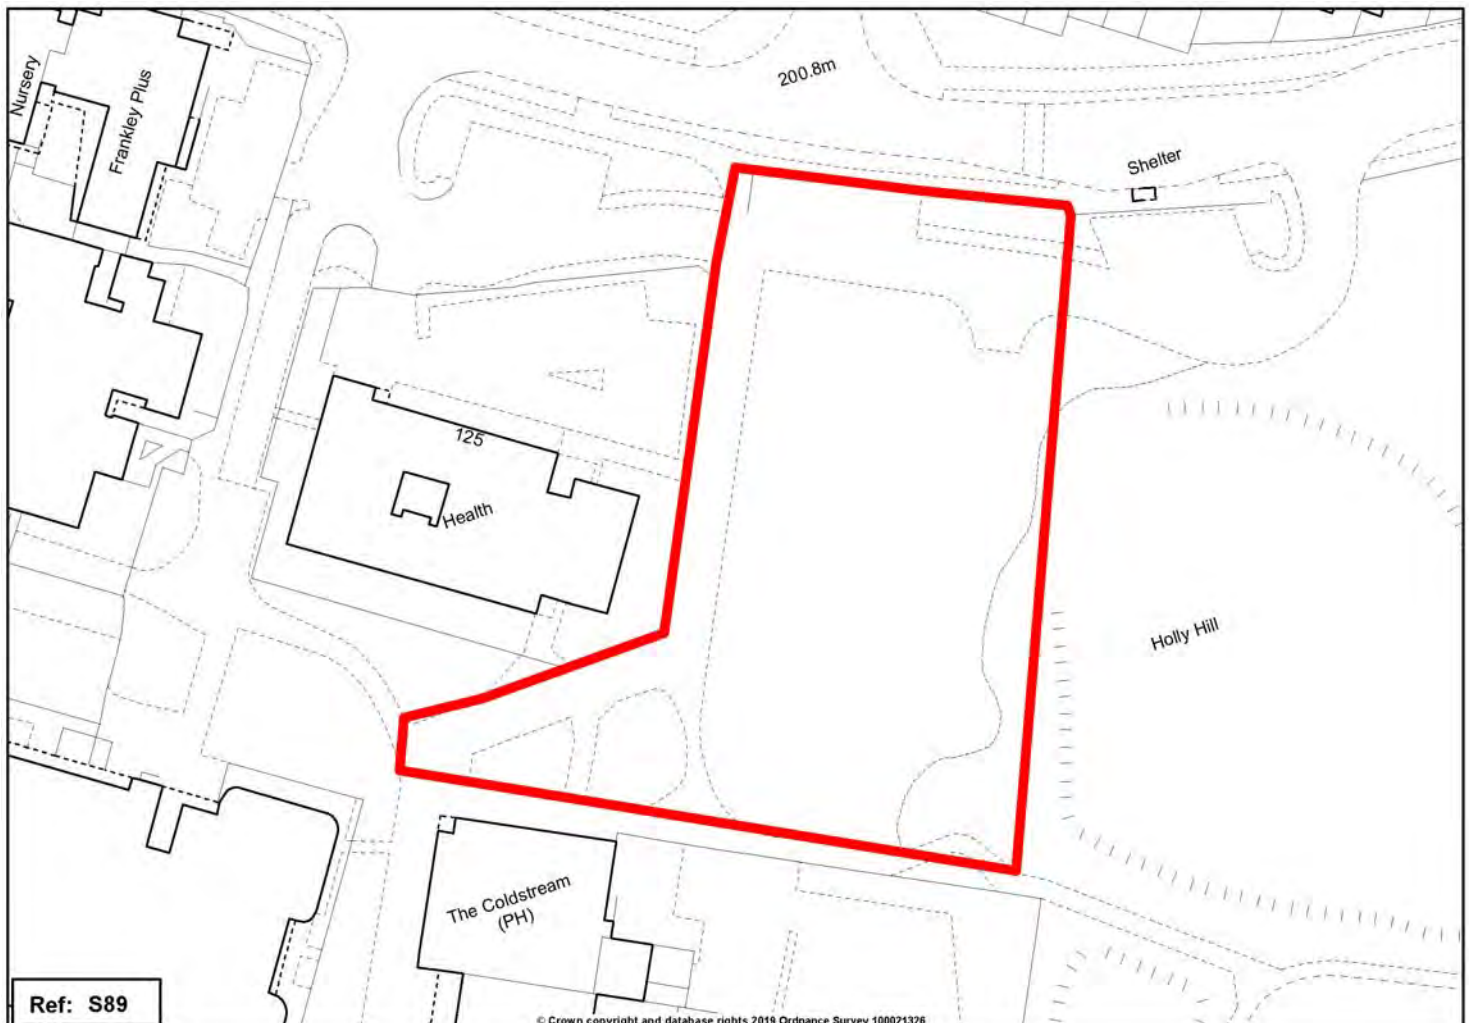 Nursery
Frankley Plus
200.8m
Shelter
125
Health
Holly Hill
The Coldstream
(PH)
Ref: S89
© Crown copyright and database rights 2019 Ordnance Survey 100021326